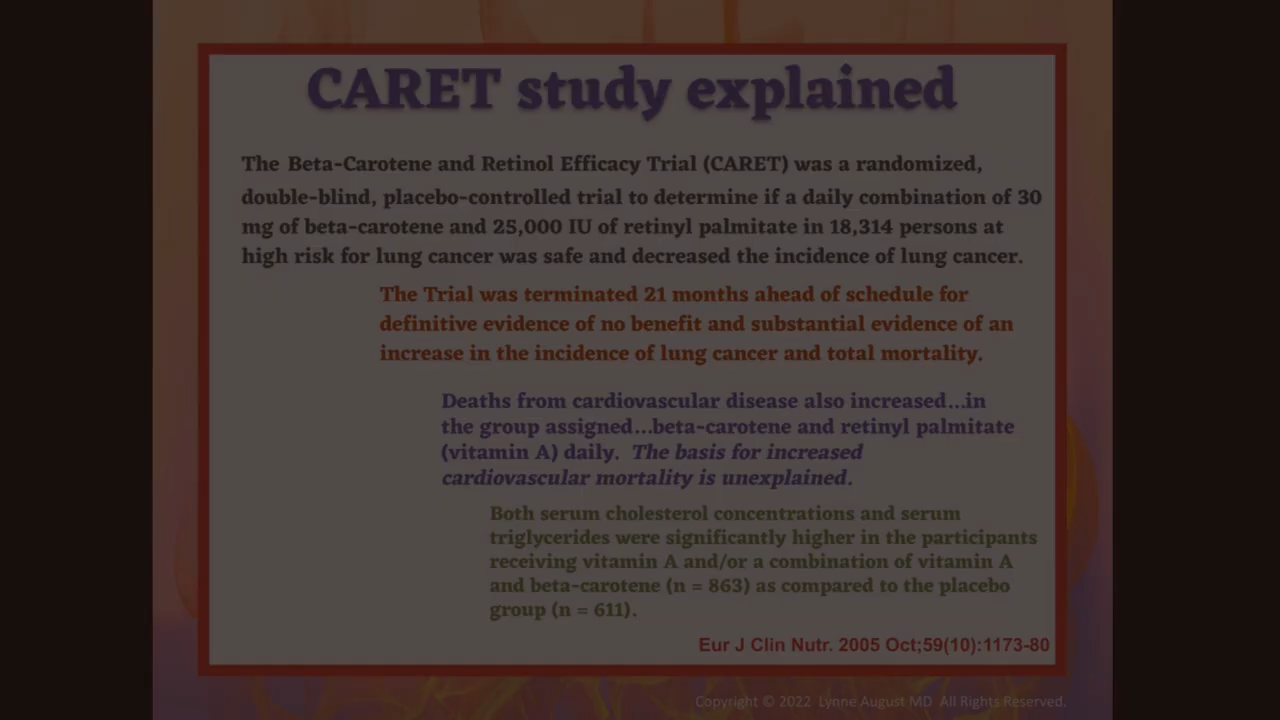 CARET study explained
The Beta-Carotene and Retinol Efficacy Trial (CARET) was a randomized,
double-blind, placebo-controlled trial to determine if a daily combination of 30
mg of beta-carotene and 25,000 IU of retinyl palmitate in 18,314 persons at
high risk for lung cancer was safe and decreased the incidence of lung cancer.
The Trial was terminated 21 months ahead of schedule for
definitive evidence of no benefit and substantial evidence of an
increase in the incidence of lung cancer and total mortality.
Deaths from cardiovascular disease also increased...in
the group assigned...beta-carotene and retinyl palmitate
(vitamin A) daily. The basis for increased
cardiovascular mortality is unexplained.
Both serum cholesterol concentrations and serum
triglycerides were significantly higher in the participants
receiving vitamin A and/or a combination of vitamin A
and beta-carotene (n = 863) as compared to the placebo
group (n = 611).
Eur J Clin Nutr. 2005 Oct;59(10):1173-80
Copyright © 2022 Lynne August MD All Rights Reserved.